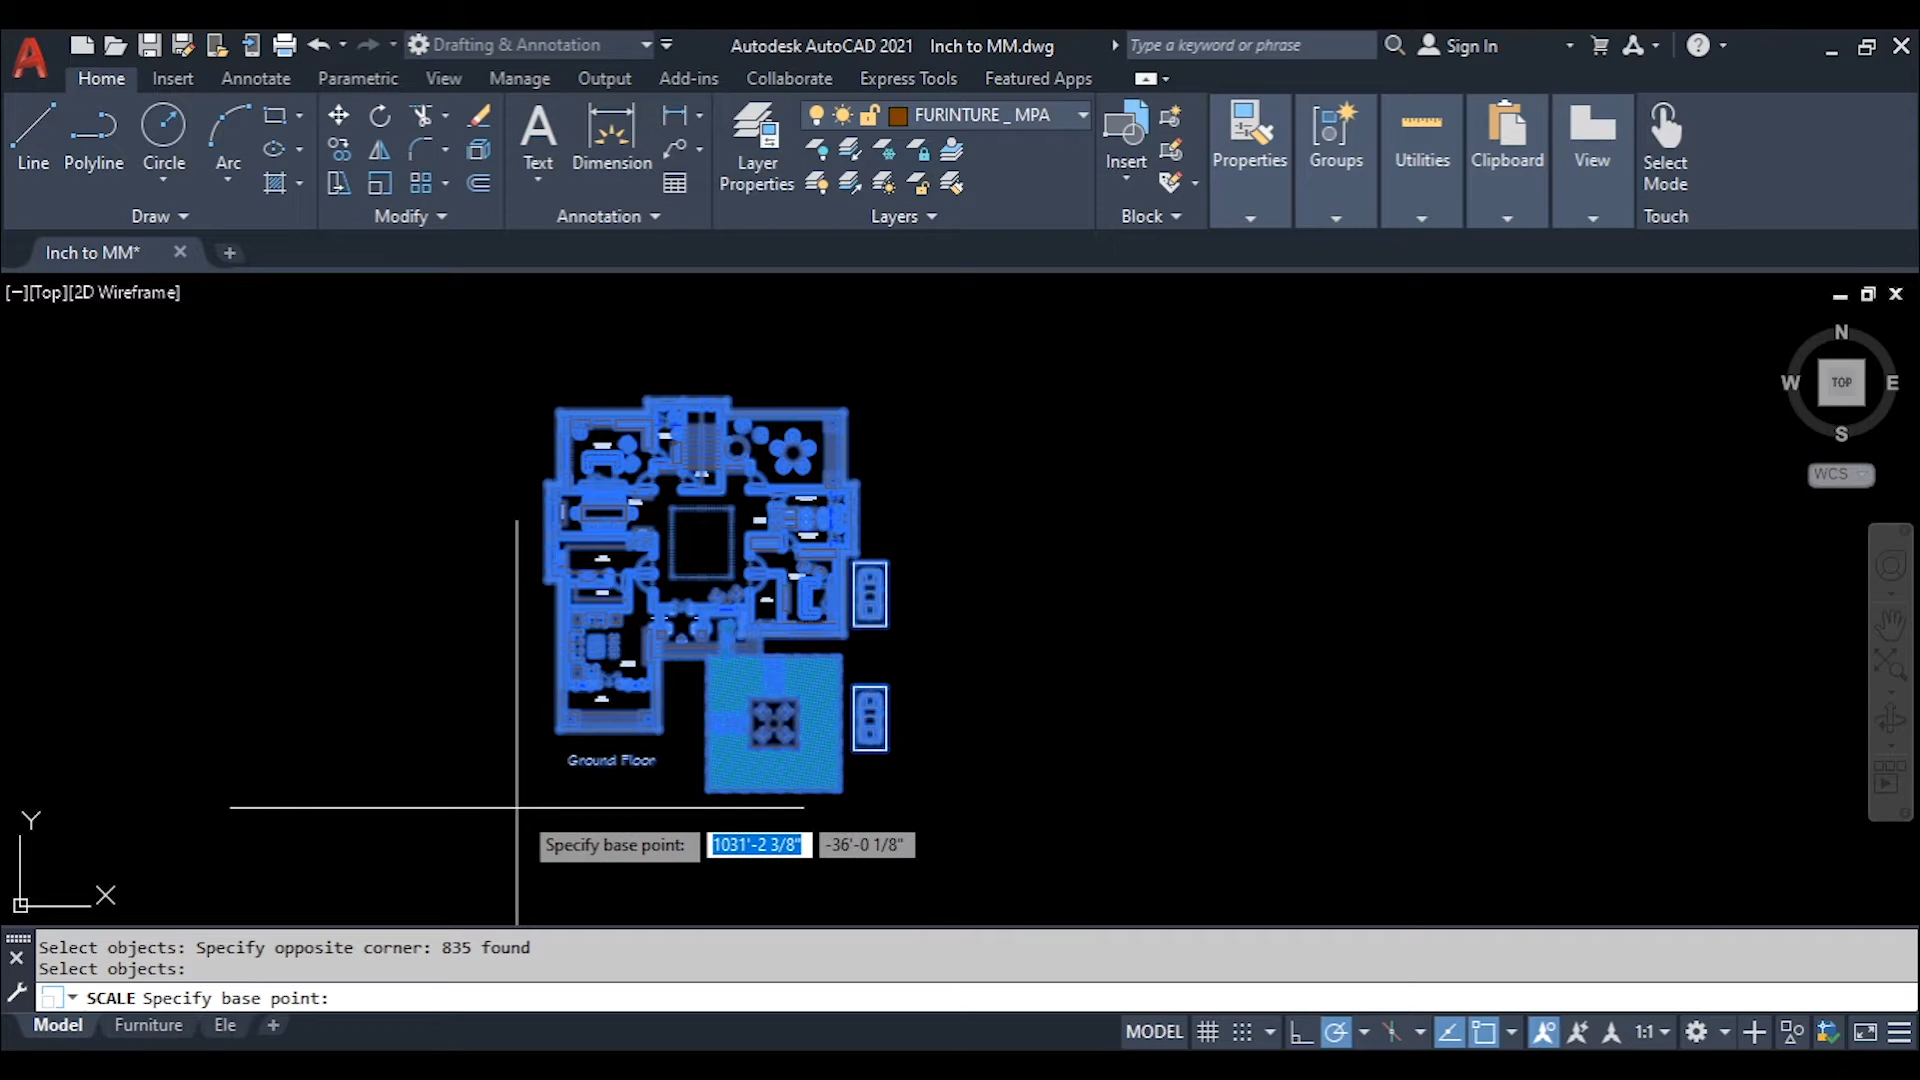 Drafting & Annotation
Autodesk AutoCAD 2021 Inch to MM.dwg
Type a keyword or phrase
Sign In
Home Insert Annotate Parametric View Manage Output Add-ins Collaborate Express Tools Featured Apps
Line Polyline Circle Arc
Draw
Modify
Text Dimension
Annotation
Layer Properties
FURINTURE _ MPA
Layers
Insert
Block
Properties
Groups
Utilities
Clipboard
View
Select Mode
Touch
Inch to MM*
[−][Top][2D Wireframe]
N
W TOP E
S
WCS
Ground Floor
Specify base point: 1031'-2 3/8" -36'-0 1/8"
Y
X
Select objects: Specify opposite corner: 835 found
Select objects:
SCALE Specify base point:
Model Furniture Ele
MODEL 1:1